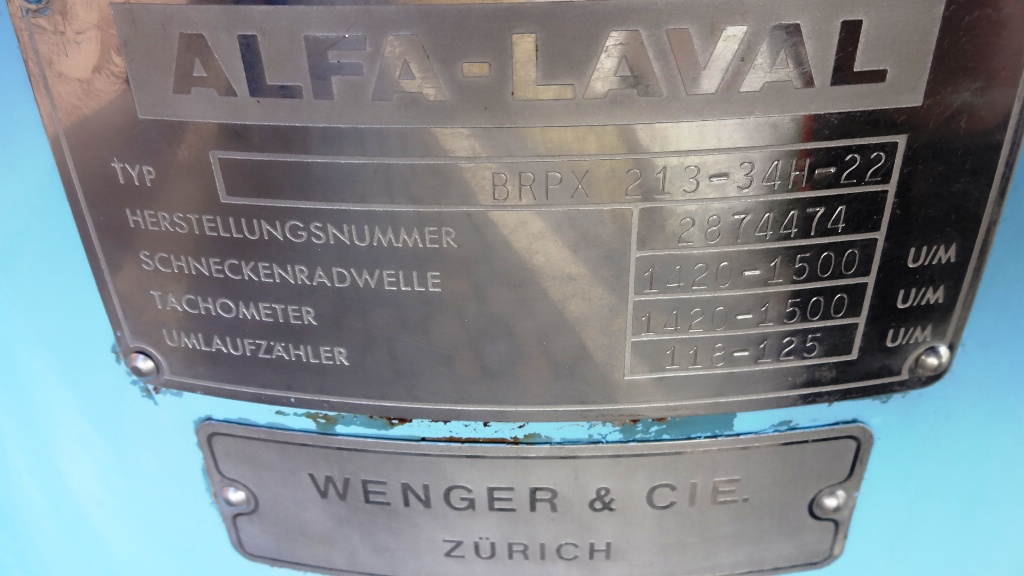 ALFA-LAVAL
TYP BRPX 213-34H-22
HERSTELLUNGSNUMMER 2874474
SCHNECKENRADWELLE 1420-1500 U/M
TACHOMETER 1420-1500 U/M
UMLAUFZÄHLER 118-125 U/M
WENGER & CIE.
ZÜRICH